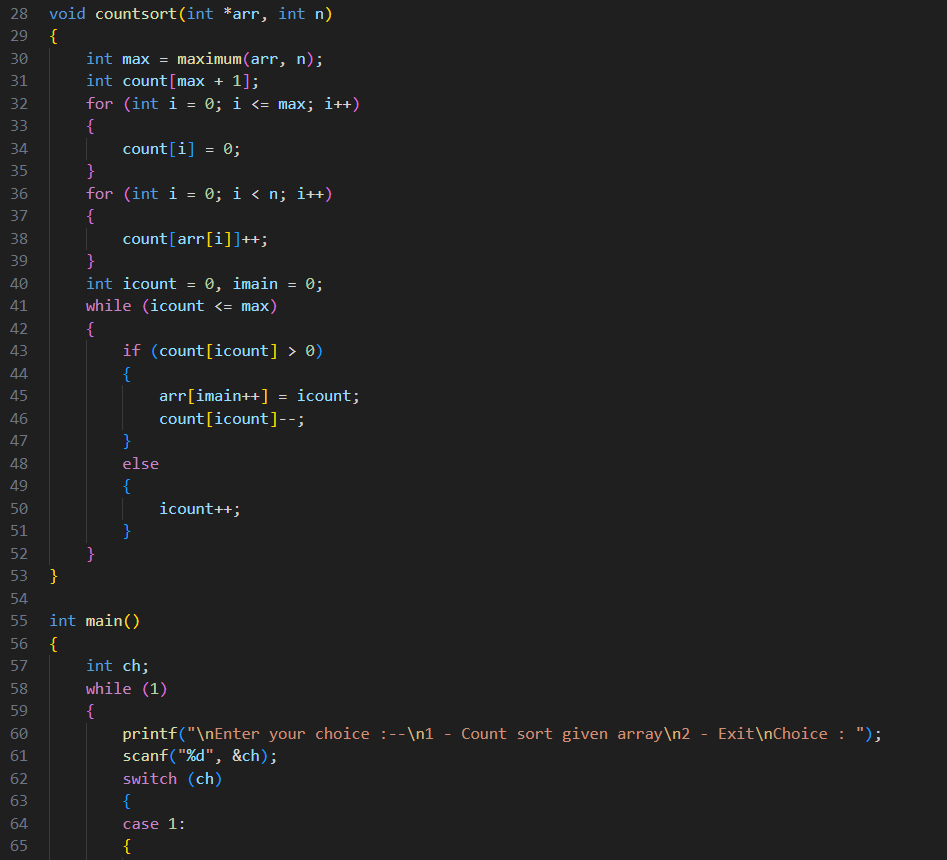 28 void countsort(int *arr, int n)
29 {
30     int max = maximum(arr, n);
31     int count[max + 1];
32     for (int i = 0; i <= max; i++)
33     {
34         count[i] = 0;
35     }
36     for (int i = 0; i < n; i++)
37     {
38         count[arr[i]]++;
39     }
40     int icount = 0, imain = 0;
41     while (icount <= max)
42     {
43         if (count[icount] > 0)
44         {
45             arr[imain++] = icount;
46             count[icount]--;
47         }
48         else
49         {
50             icount++;
51         }
52     }
53 }
54
55 int main()
56 {
57     int ch;
58     while (1)
59     {
60         printf("\nEnter your choice :--\n1 - Count sort given array\n2 - Exit\nChoice : ");
61         scanf("%d", &ch);
62         switch (ch)
63         {
64         case 1:
65         {